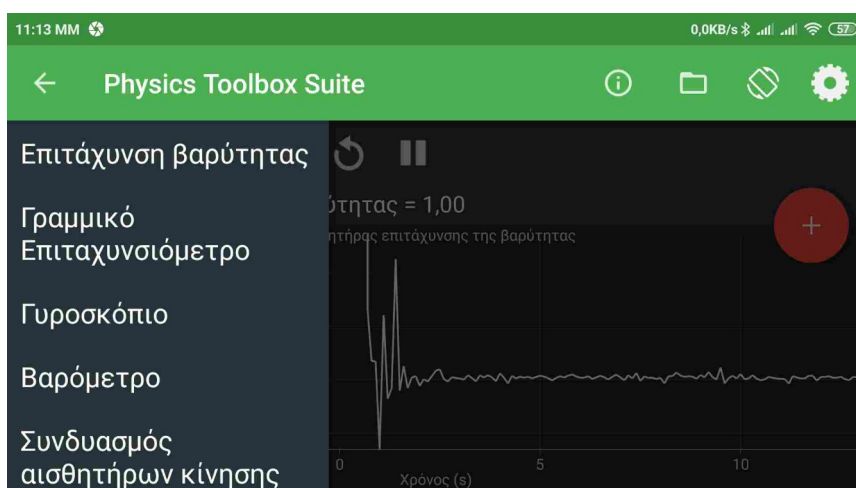 11:13 MM
0,0KB/s
57
Physics Toolbox Suite
Επιτάχυνση βαρύτητας
ύτητας = 1,00
ητήρας επιτάχυνσης της βαρύτητας
Γραμμικό
Επιταχυνσιόμετρο
Γυροσκόπιο
Βαρόμετρο
Συνδυασμός
αισθητήρων κίνησης
0
5
10
Χρόνος (s)